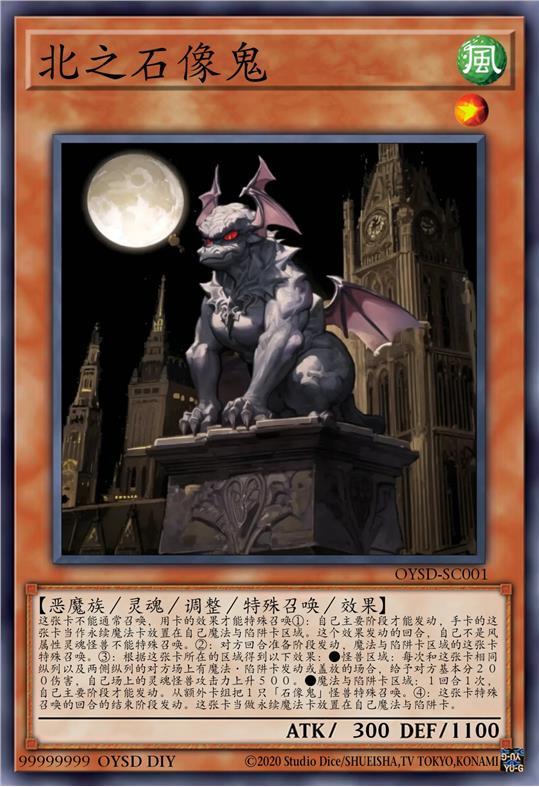 北之石像鬼
風
OYSD-SC001
【恶魔族／灵魂／调整／特殊召唤／效果】
这张卡不能通常召唤，用卡的效果才能特殊召唤①：自己主要阶段才能发动，手卡的这
张卡当作永续魔法卡放置在自己魔法与陷阱卡区域。这个效果发动的回合，自己不是风
属性灵魂怪兽不能特殊召唤。②：对方回合准备阶段发动，魔法与陷阱卡区域的这张卡
特殊召唤。③：根据这张卡所在的区域得到以下效果：●怪兽区域：每次和这张卡相同
纵列以及两侧纵列的对方场上有魔法·陷阱卡发动或盖放的场合，给予对方基本分２０
０伤害，自己场上的灵魂怪兽攻击力上升５００。●魔法与陷阱卡区域：１回合１次，
自己主要阶段才能发动。从额外卡组把１只「石像鬼」怪兽特殊召唤。④：这张卡特殊
召唤的回合的结束阶段发动。这张卡当做永续魔法卡放置在自己魔法与陷阱。
ATK/ 300 DEF/1100
99999999 OYSD DIY ©2020 Studio Dice/SHUEISHA,TV TOKYO,KONAMI